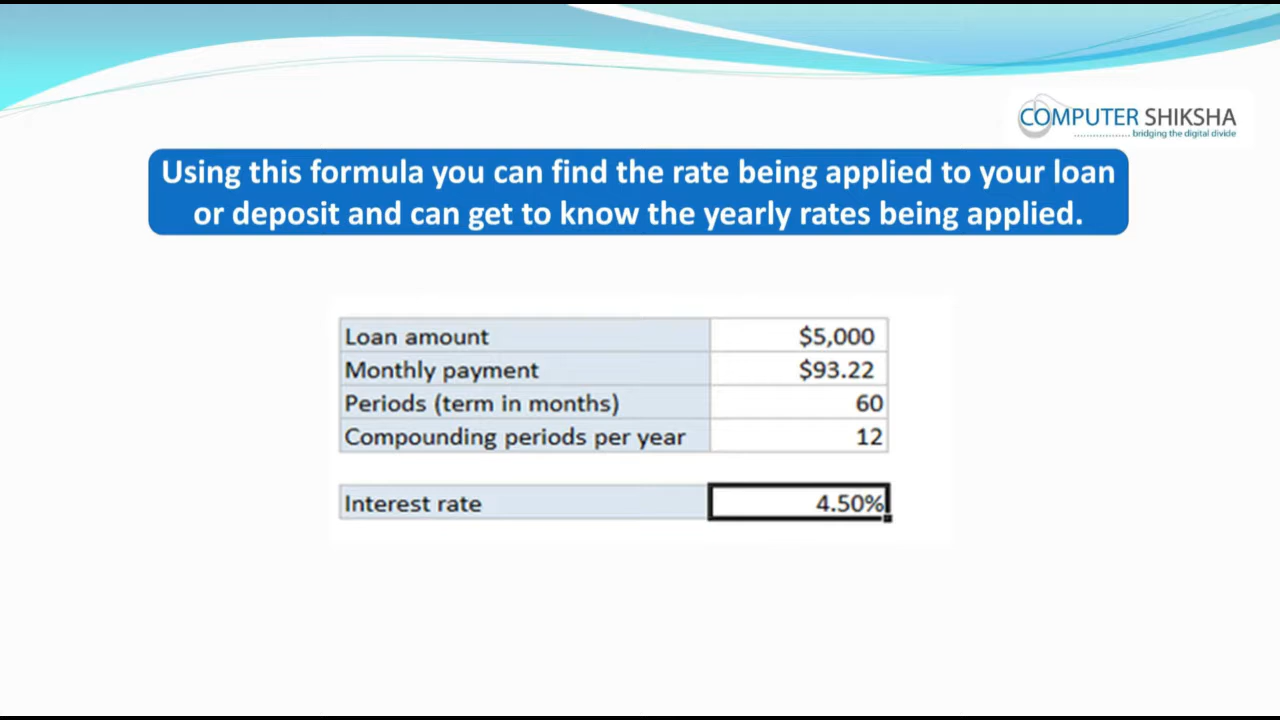 COMPUTER SHIKSHA
bridging the digital divide
Using this formula you can find the rate being applied to your loan
or deposit and can get to know the yearly rates being applied.
Loan amount $5,000
Monthly payment $93.22
Periods (term in months) 60
Compounding periods per year 12
Interest rate 4.50%